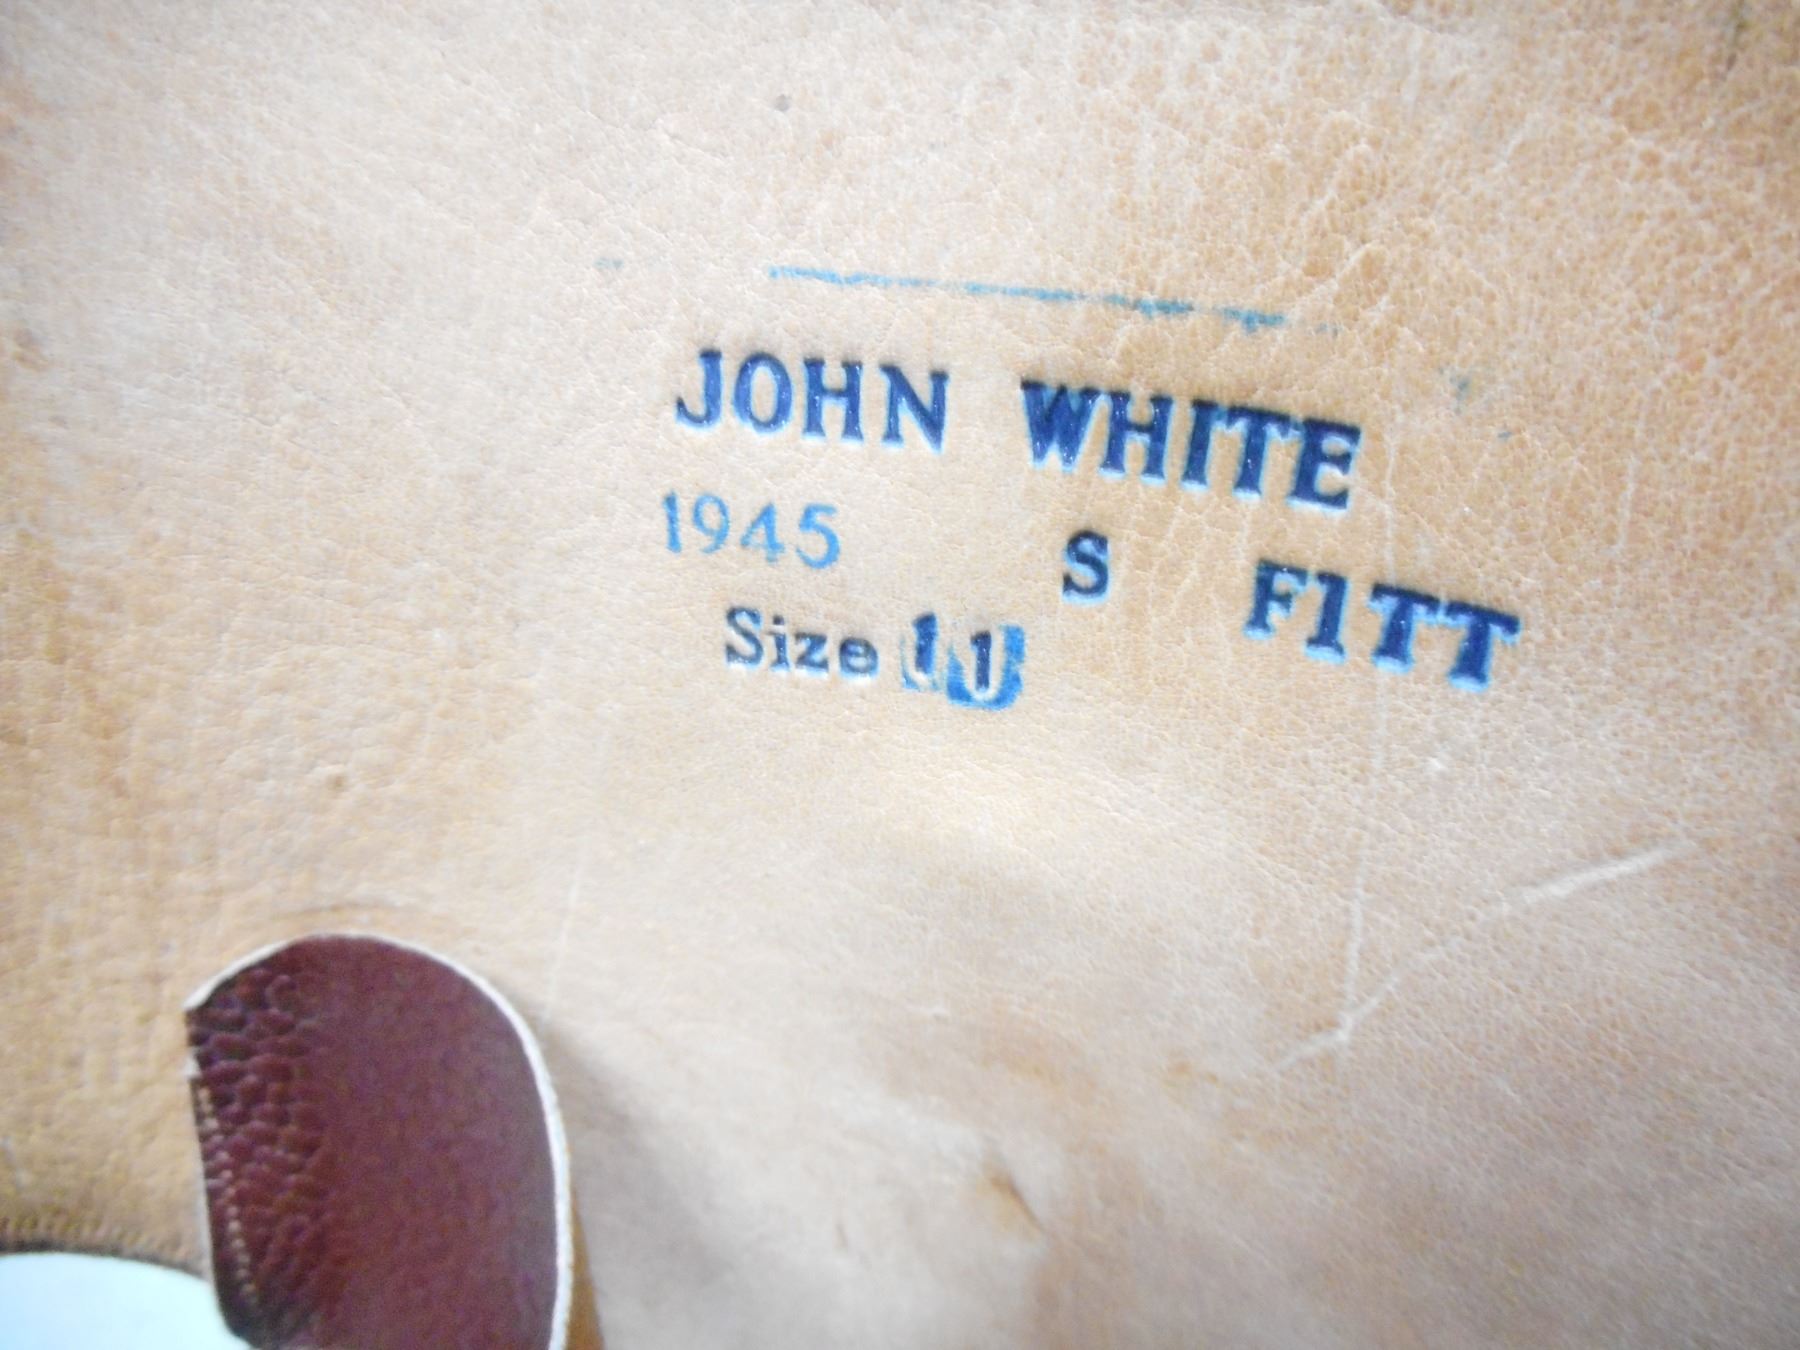 JOHN WHITE
1945 S FITT
Size 11